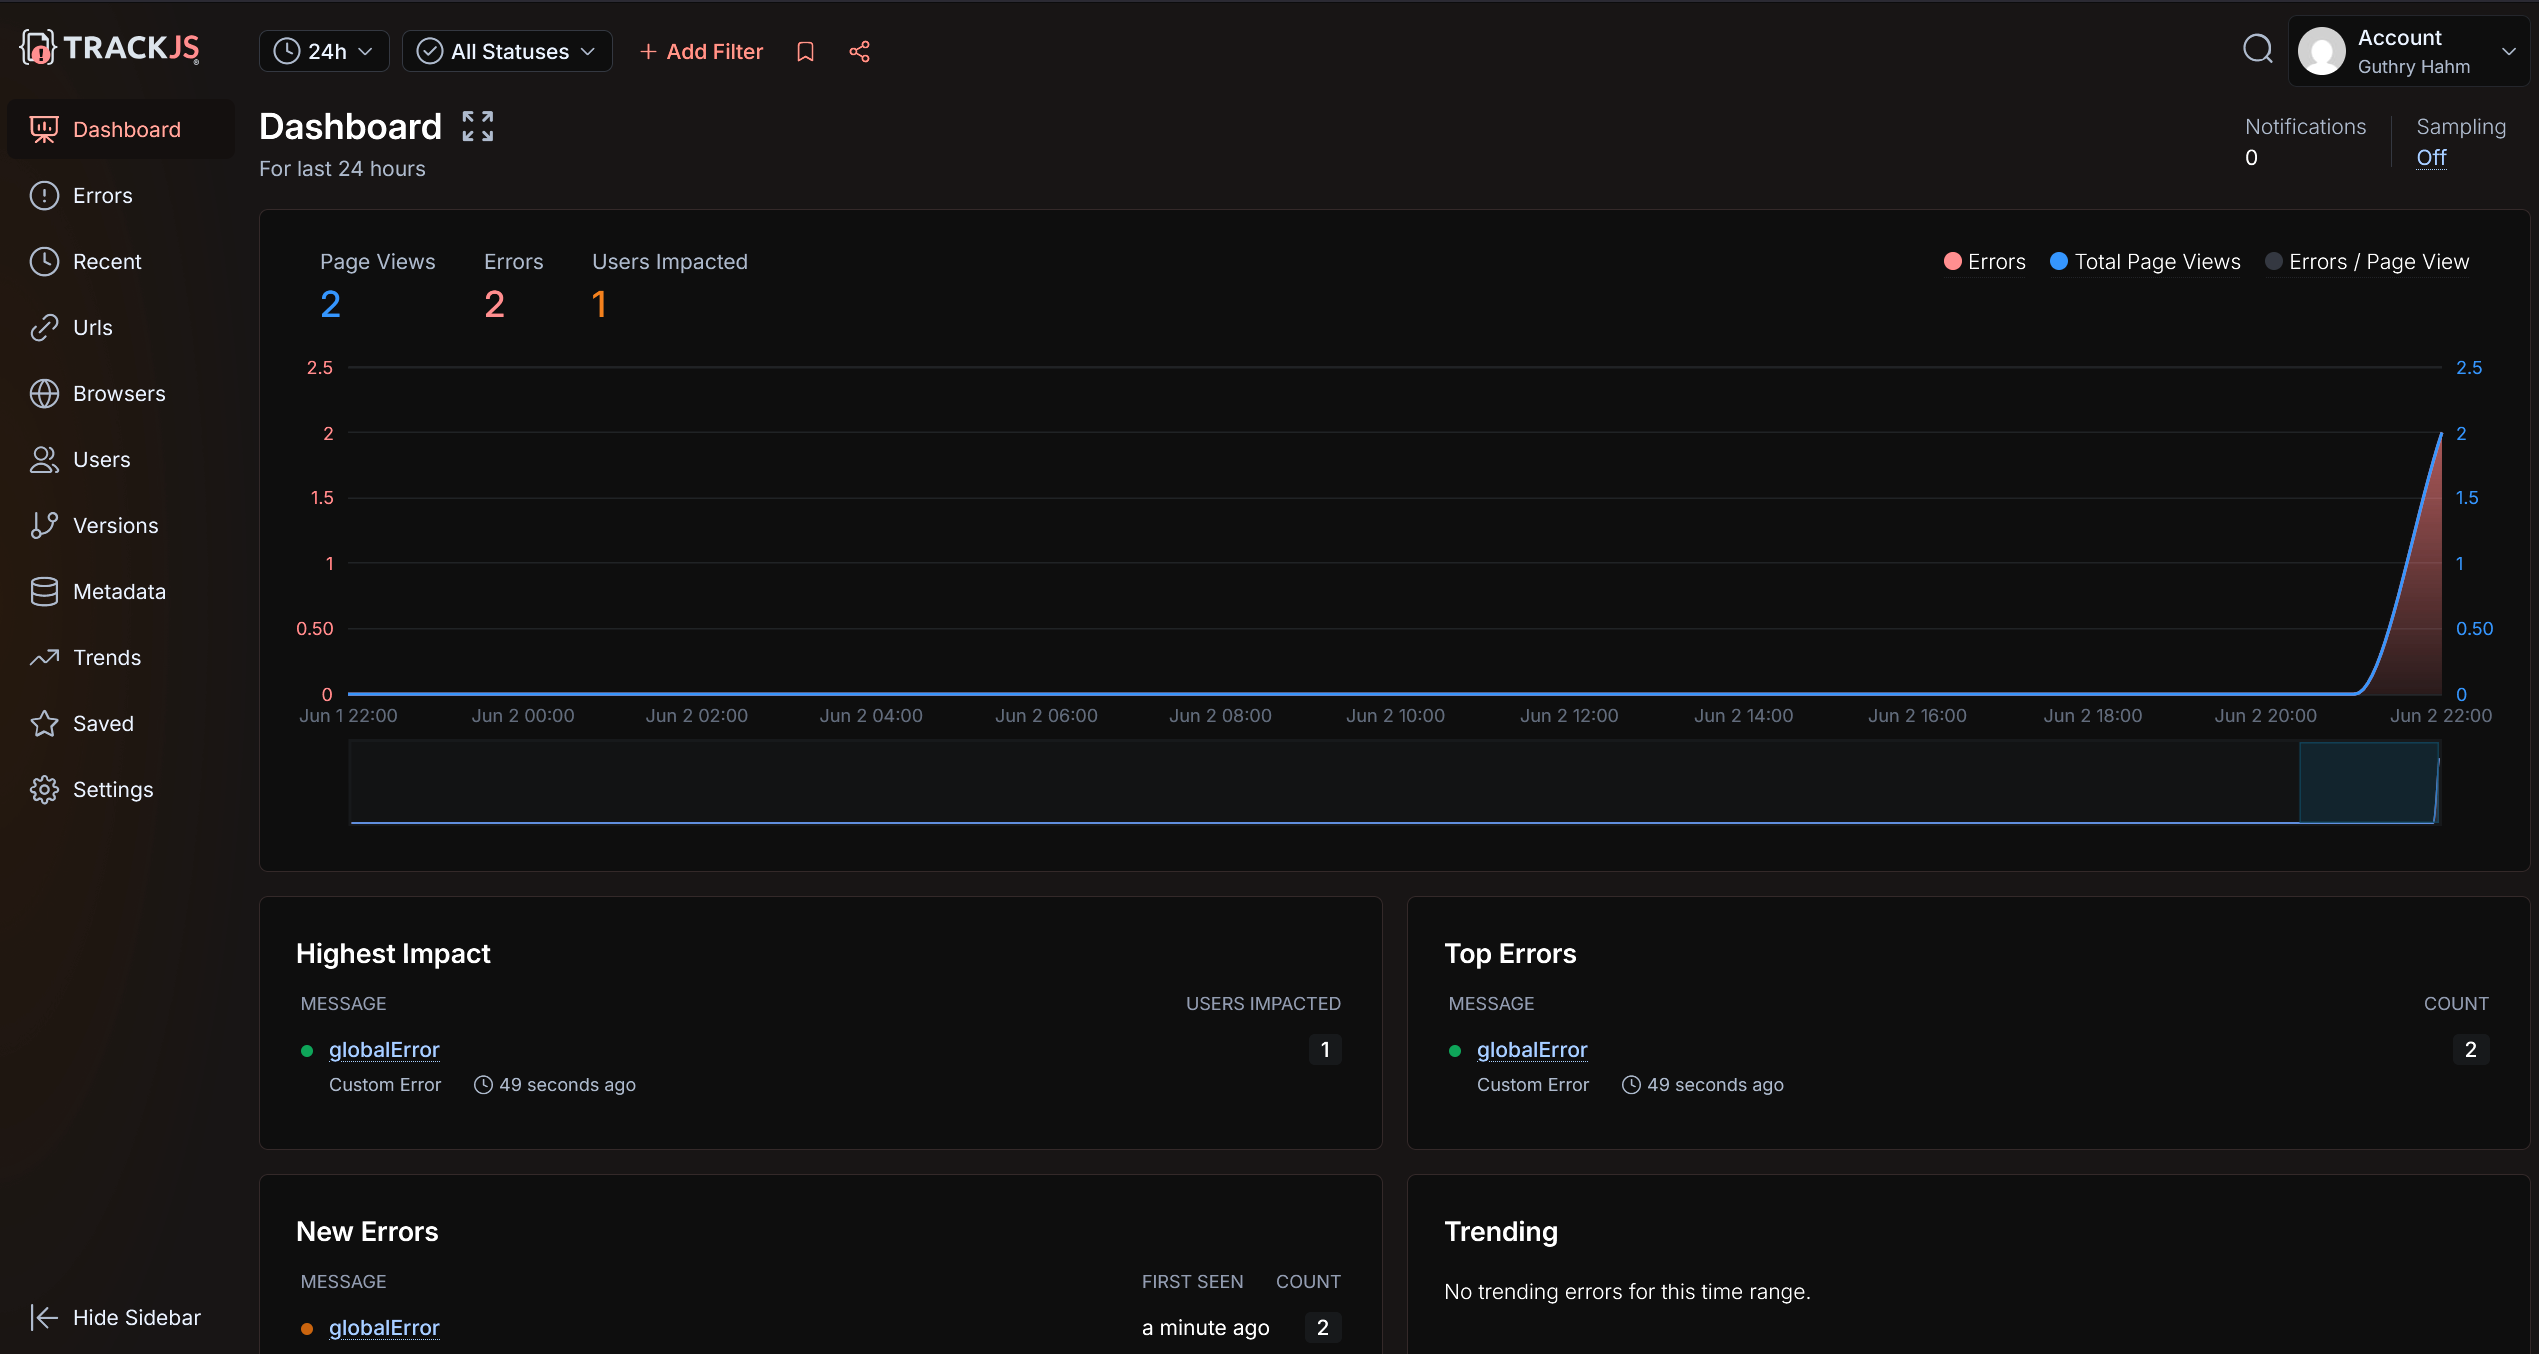 TRACKJS
24h
All Statuses
+ Add Filter
Account
Guthry Hahm
Dashboard
Errors
Recent
Urls
Browsers
Users
Versions
Metadata
Trends
Saved
Settings
Hide Sidebar
Dashboard
For last 24 hours
Notifications
0
Sampling
Off
Page Views
2
Errors
2
Users Impacted
1
Errors
Total Page Views
Errors / Page View
2.5
2
1.5
1
0.50
0
2.5
2
1.5
1
0.50
0
Jun 1 22:00
Jun 2 00:00
Jun 2 02:00
Jun 2 04:00
Jun 2 06:00
Jun 2 08:00
Jun 2 10:00
Jun 2 12:00
Jun 2 14:00
Jun 2 16:00
Jun 2 18:00
Jun 2 20:00
Jun 2 22:00
Highest Impact
MESSAGE USERS IMPACTED
globalError 1
Custom Error 49 seconds ago
Top Errors
MESSAGE COUNT
globalError 2
Custom Error 49 seconds ago
New Errors
MESSAGE FIRST SEEN COUNT
globalError a minute ago 2
Trending
No trending errors for this time range.